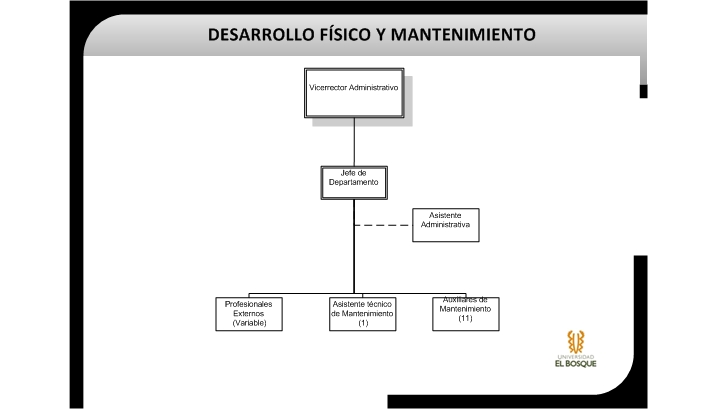 DESARROLLO FÍSICO Y MANTENIMIENTO
Vicerrector Administrativo
Jefe de
Departamento
Asistente
Administrativa
Profesionales
Externos
(Variable)
Asistente técnico
de Mantenimiento
(1)
Auxiliares de
Mantenimiento
(11)
UNIVERSIDAD
EL BOSQUE